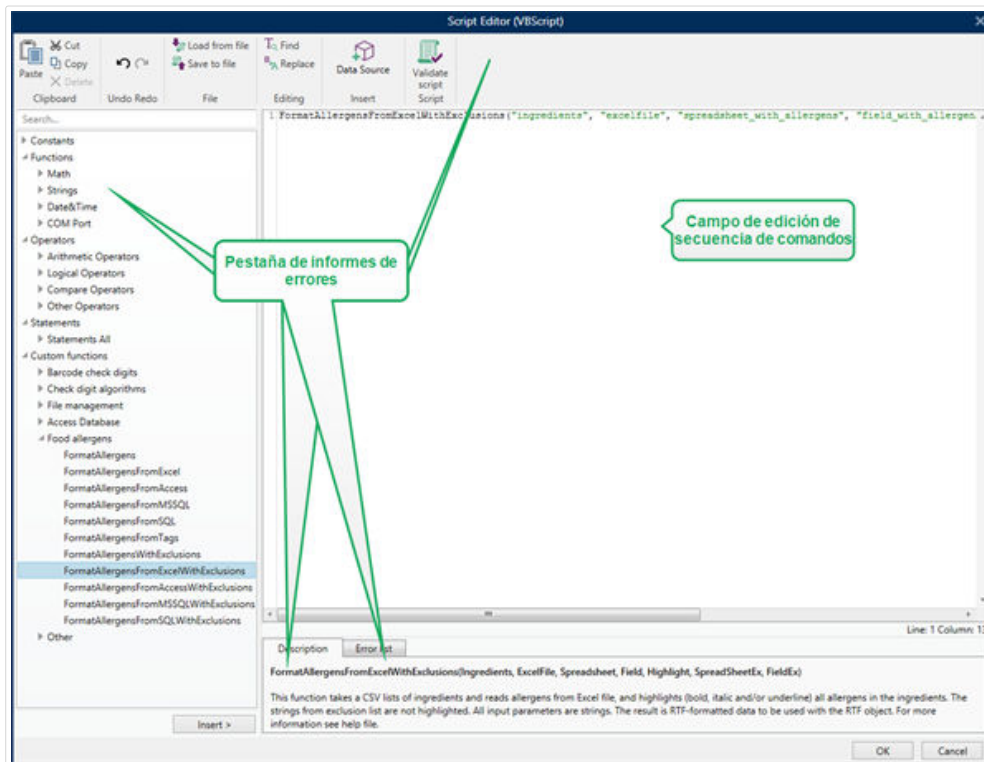 Script Editor (VBScript)
Paste
Cut
Copy
Delete
Clipboard
Undo Redo
Load from file
Save to file
File
Find
Replace
Editing
Data Source
Insert
Validate
script
Script
Search...
Constants
Functions
Math
Strings
Date&Time
COM Port
Operators
Arithmetic Operators
Logical Operators
Compare Operators
Other Operators
Statements
Statements All
Custom functions
Barcode check digits
Check digit algorithms
File management
Access Database
Food allergens
FormatAllergens
FormatAllergensFromExcel
FormatAllergensFromAccess
FormatAllergensFromMSSQL
FormatAllergensFromSQL
FormatAllergensFromTags
FormatAllergensWithExclusions
FormatAllergensFromExcelWithExclusions
FormatAllergensFromAccessWithExclusions
FormatAllergensFromMSSQLWithExclusions
FormatAllergensFromSQLWithExclusions
Other
Insert >
1 FormatAllergensFromExcelWithExclusions("ingredients", "excelfile", "spreadsheet_with_allergens", "field_with_allergen
Pestaña de informes de
errores
Campo de edición de
secuencia de comandos
Line: 1 Column: 13
Description
Error list
FormatAllergensFromExcelWithExclusions(Ingredients, ExcelFile, Spreadsheet, Field, Highlight, SpreadSheetEx, FieldEx)
This function takes a CSV lists of ingredients and reads allergens from Excel file, and highlights (bold, italic and/or underline) all allergens in the ingredients. The
strings from exclusion list are not highlighted. All input parameters are strings. The result is RTF-formatted data to be used with the RTF object. For more
information see help file.
OK
Cancel